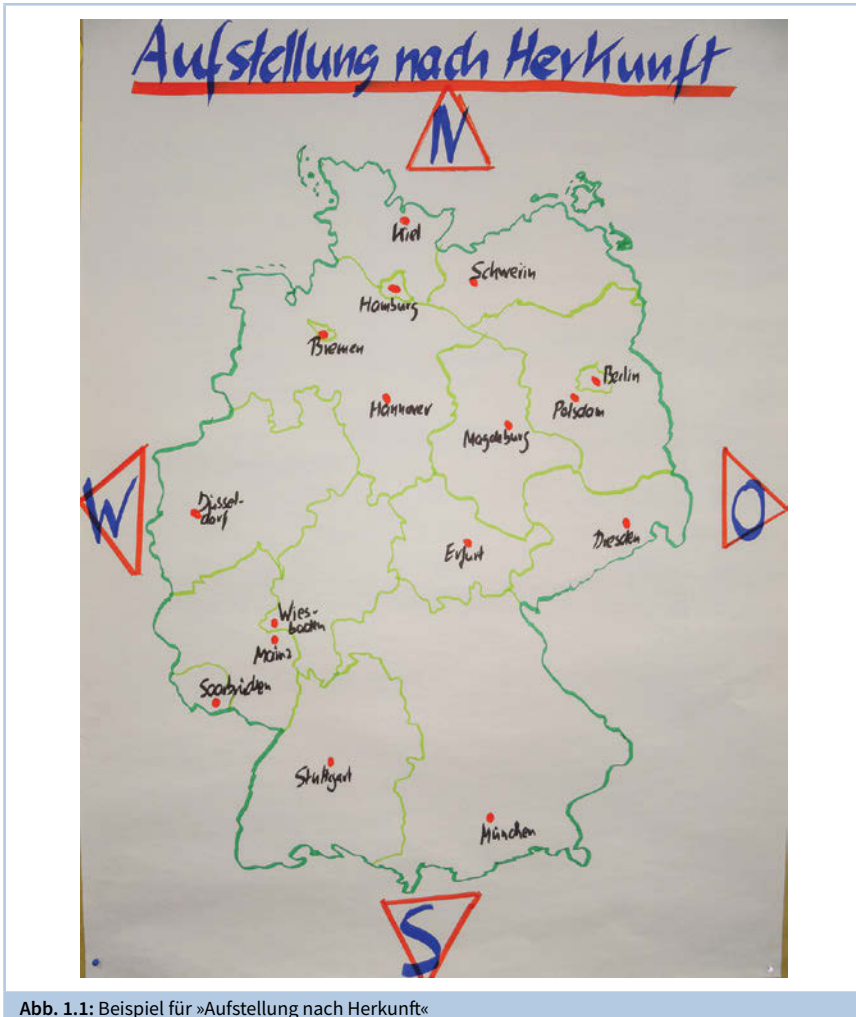 Aufstellung nach Herkunft
N
Kiel
Schwerin
Hamburg
Bremen
Berlin
Hannover
Potsdam
Magdeburg
W
O
Düssel-
dorf
Dresden
Erfurt
Wies-
baden
Mainz
Saarbrücken
Stuttgart
München
S
Abb. 1.1: Beispiel für »Aufstellung nach Herkunft«